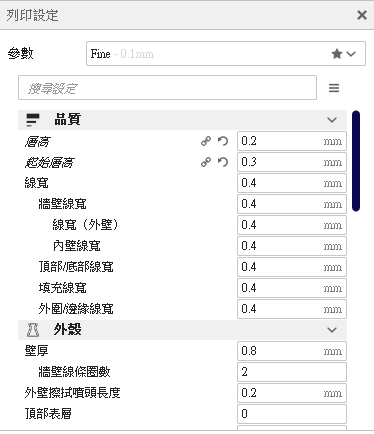 列印設定
參數 Fine - 0.1mm
搜尋設定
品質
層高 0.2 mm
起始層高 0.3 mm
線寬 0.4 mm
牆壁線寬 0.4 mm
線寬（外壁） 0.4 mm
內壁線寬 0.4 mm
頂部/底部線寬 0.4 mm
填充線寬 0.4 mm
外圍/邊緣線寬 0.4 mm
外殼
壁厚 0.8 mm
牆壁線條圈數 2
外壁擦拭噴頭長度 0.2 mm
頂部表層 0